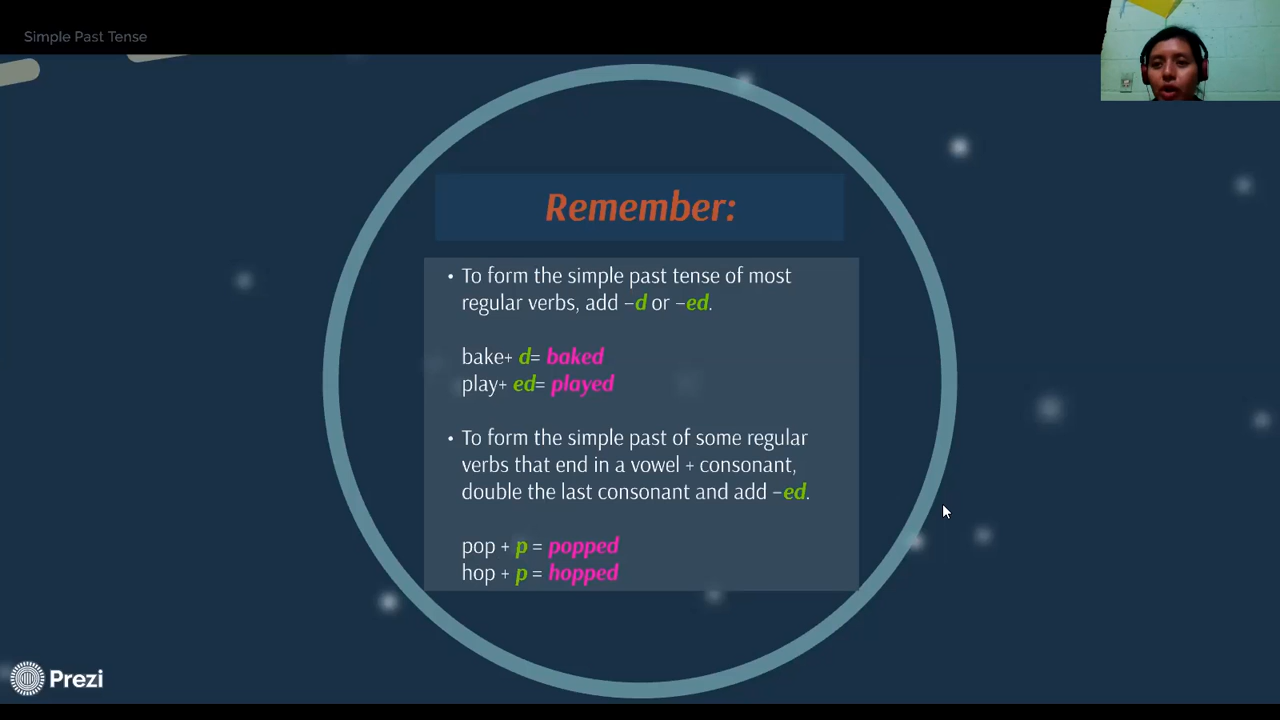 Simple Past Tense
Remember:
• To form the simple past tense of most
regular verbs, add –d or –ed.
bake+ d= baked
play+ ed= played
• To form the simple past of some regular
verbs that end in a vowel + consonant,
double the last consonant and add –ed.
pop + p = popped
hop + p = hopped
Prezi